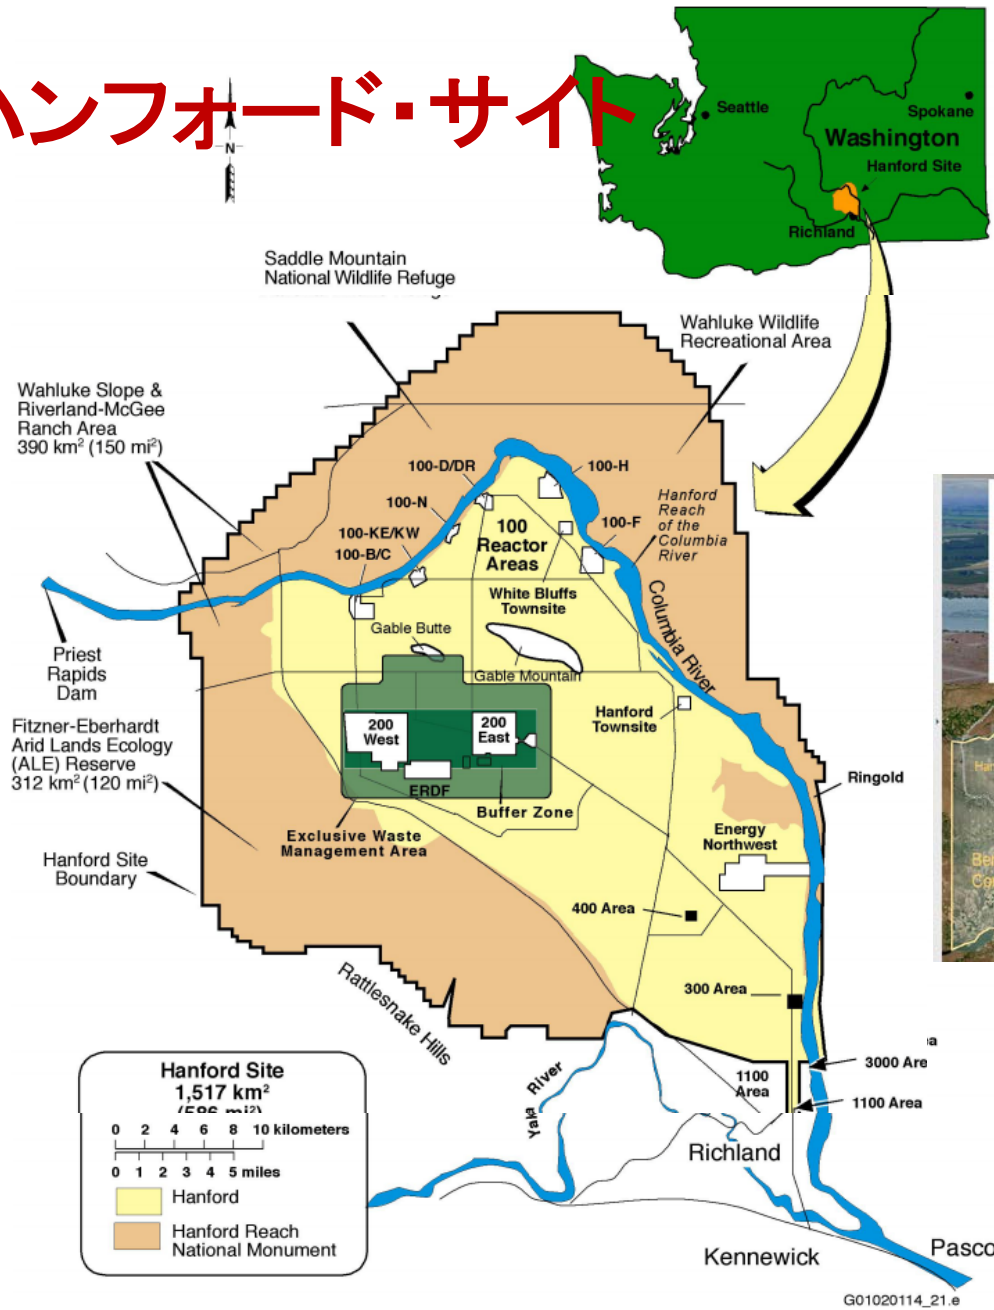 ハンフォード・サイト
N
Seattle
Spokane
Washington
Hanford Site
Richland
Saddle Mountain
National Wildlife Refuge
Wahluke Wildlife
Recreational Area
Wahluke Slope &
Riverland-McGee
Ranch Area
390 km² (150 mi²)
100-D/DR
100-H
100-N
Hanford
Reach
of the
Columbia
River
100-F
100-KE/KW
100-B/C
100
Reactor
Areas
White Bluffs
Townsite
Columbia River
Gable Butte
Gable Mountain
Priest
Rapids
Dam
Fitzner-Eberhardt
Arid Lands Ecology
(ALE) Reserve
312 km² (120 mi²)
200
West
200
East
Hanford
Townsite
ERDF
Buffer Zone
Ringold
Exclusive Waste
Management Area
Energy
Northwest
Hanford Site
Boundary
400 Area
300 Area
Rattlesnake Hills
3000 Are
1100
Area
1100 Area
River
Richland
Kennewick
Pasco
Hanford Site
1,517 km²
(586 mi²)
0 2 4 6 8 10 kilometers
0 1 2 3 4 5 miles
Hanford
Hanford Reach
National Monument
G01020114_21.e